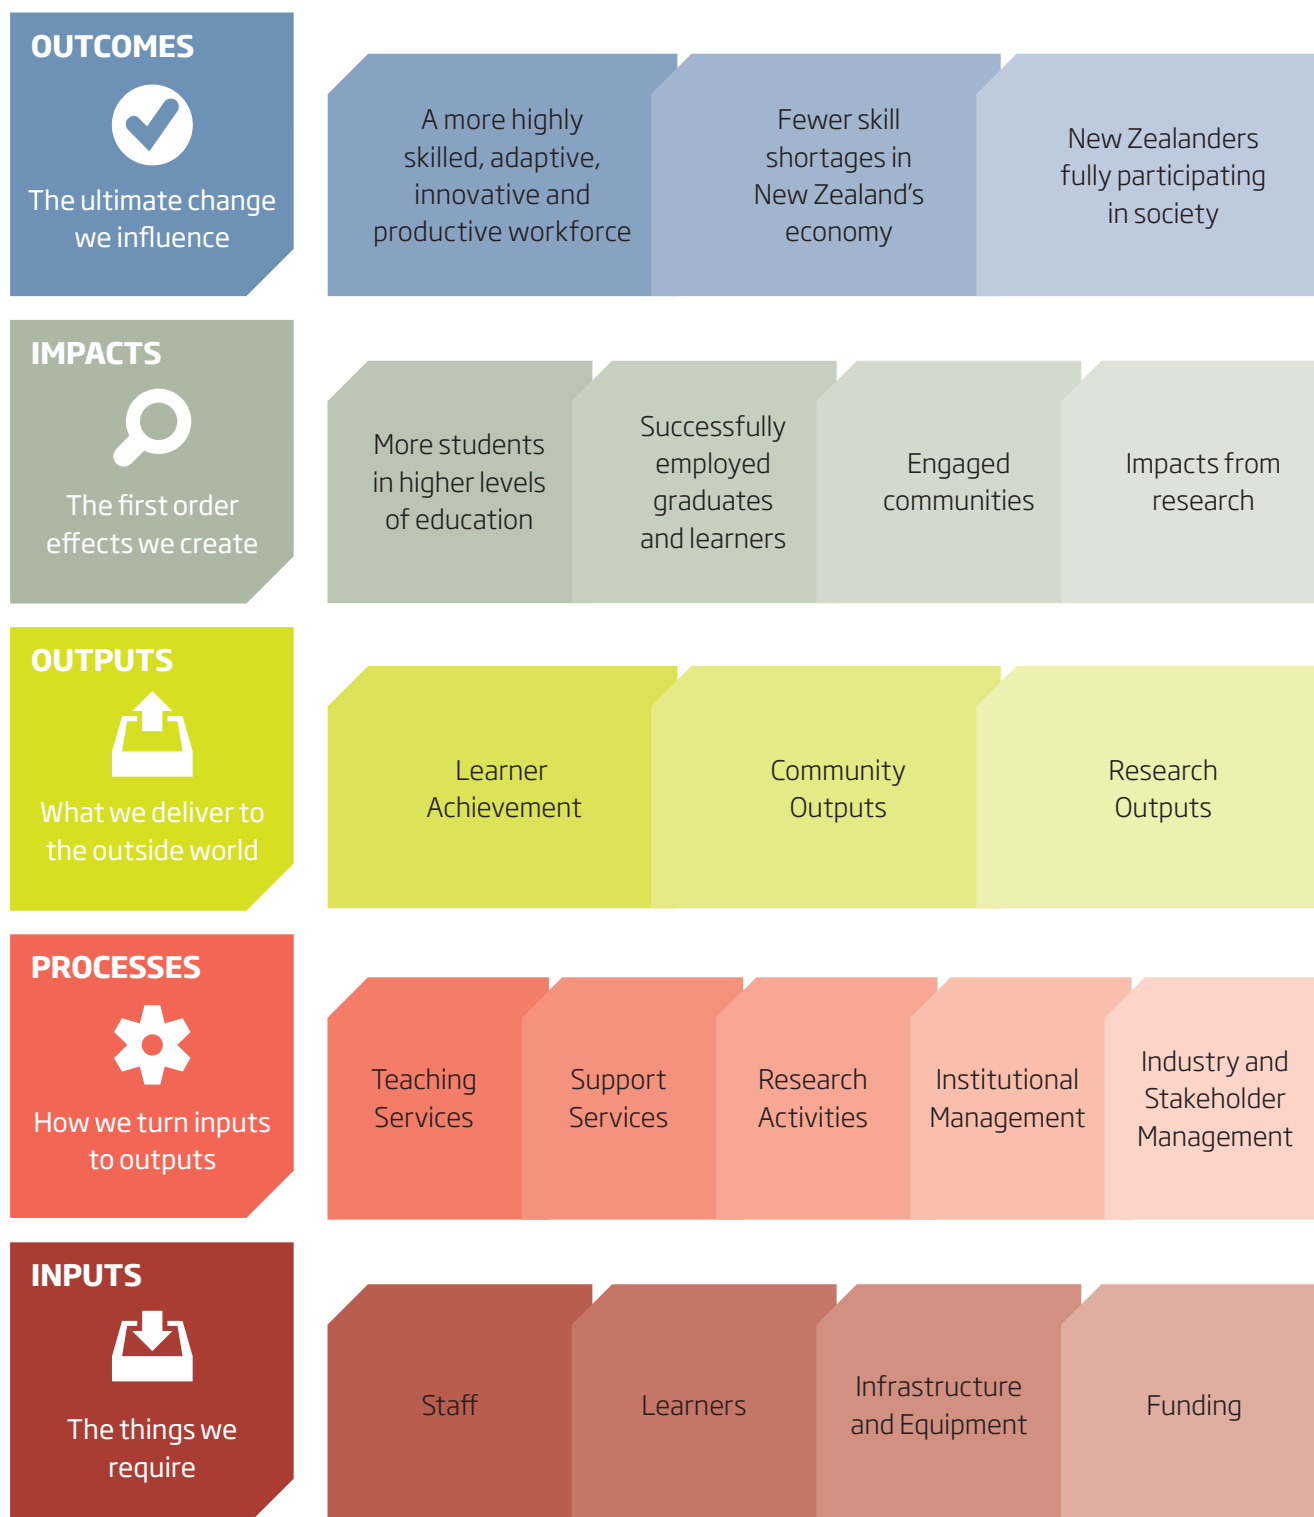 OUTCOMES
The ultimate change
we influence
A more highly
skilled, adaptive,
innovative and
productive workforce
Fewer skill
shortages in
New Zealand's
economy
New Zealanders
fully participating
in society
IMPACTS
The first order
effects we create
More students
in higher levels
of education
Successfully
employed
graduates
and learners
Engaged
communities
Impacts from
research
OUTPUTS
What we deliver to
the outside world
Learner
Achievement
Community
Outputs
Research
Outputs
PROCESSES
How we turn inputs
to outputs
Teaching
Services
Support
Services
Research
Activities
Institutional
Management
Industry and
Stakeholder
Management
INPUTS
The things we
require
Staff
Learners
Infrastructure
and Equipment
Funding